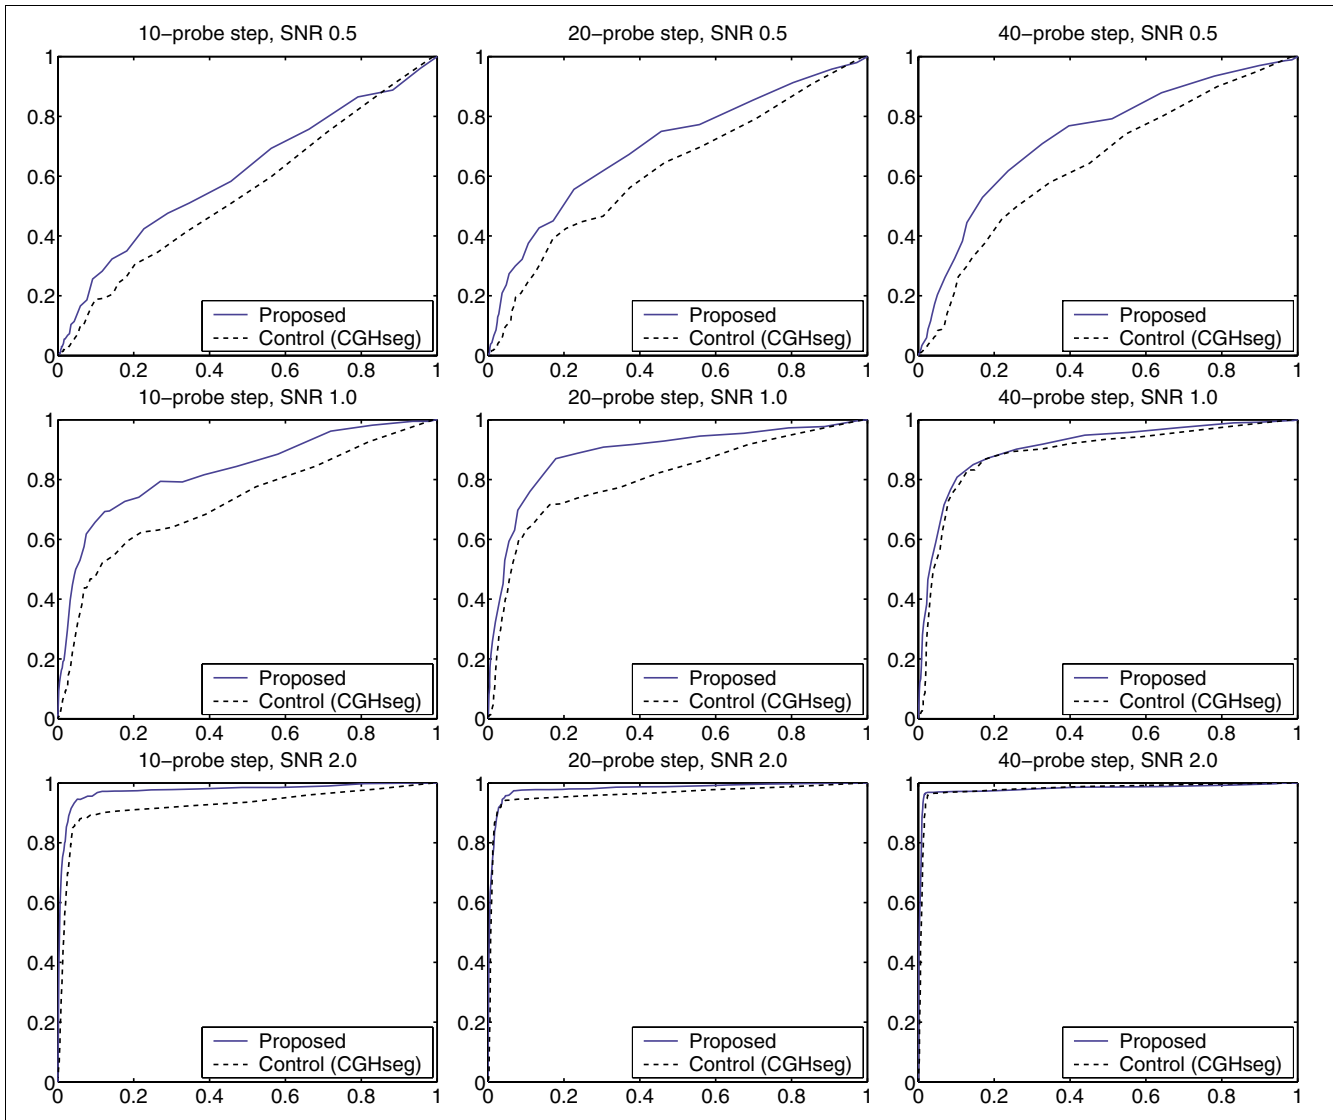 10−probe step, SNR 0.5
1
0.8
0.6
0.4
0.2
0
Proposed
Control (CGHseg)
0 0.2 0.4 0.6 0.8 1
20−probe step, SNR 0.5
1
0.8
0.6
0.4
0.2
0
Proposed
Control (CGHseg)
0 0.2 0.4 0.6 0.8 1
40−probe step, SNR 0.5
1
0.8
0.6
0.4
0.2
0
Proposed
Control (CGHseg)
0 0.2 0.4 0.6 0.8 1
10−probe step, SNR 1.0
1
0.8
0.6
0.4
0.2
0
Proposed
Control (CGHseg)
0 0.2 0.4 0.6 0.8 1
20−probe step, SNR 1.0
1
0.8
0.6
0.4
0.2
0
Proposed
Control (CGHseg)
0 0.2 0.4 0.6 0.8 1
40−probe step, SNR 1.0
1
0.8
0.6
0.4
0.2
0
Proposed
Control (CGHseg)
0 0.2 0.4 0.6 0.8 1
10−probe step, SNR 2.0
1
0.8
0.6
0.4
0.2
0
Proposed
Control (CGHseg)
0 0.2 0.4 0.6 0.8 1
20−probe step, SNR 2.0
1
0.8
0.6
0.4
0.2
0
Proposed
Control (CGHseg)
0 0.2 0.4 0.6 0.8 1
40−probe step, SNR 2.0
1
0.8
0.6
0.4
0.2
0
Proposed
Control (CGHseg)
0 0.2 0.4 0.6 0.8 1